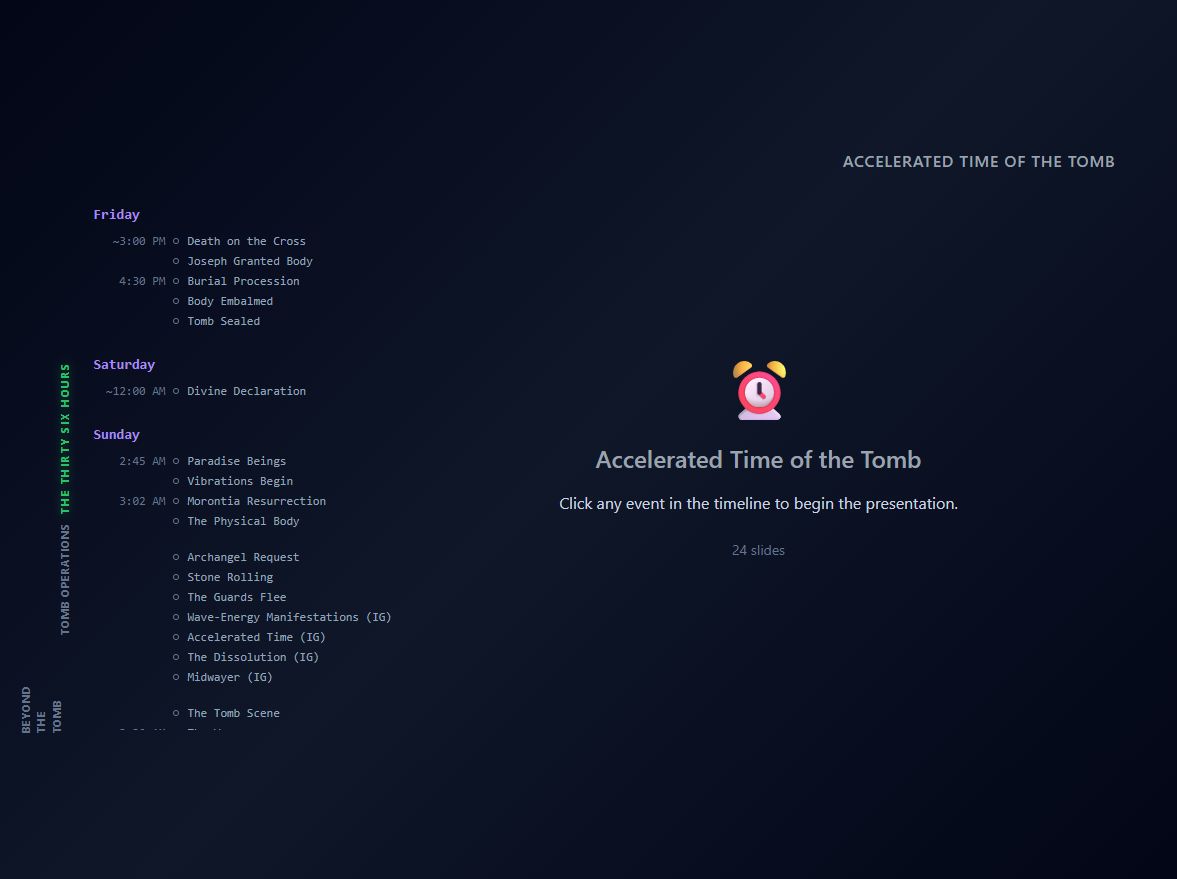 ACCELERATED TIME OF THE TOMB
Friday
~3:00 PM Death on the Cross
Joseph Granted Body
4:30 PM Burial Procession
Body Embalmed
Tomb Sealed
Saturday
~12:00 AM Divine Declaration
Sunday
2:45 AM Paradise Beings
Vibrations Begin
3:02 AM Morontia Resurrection
The Physical Body
Archangel Request
Stone Rolling
The Guards Flee
Wave-Energy Manifestations (IG)
Accelerated Time (IG)
The Dissolution (IG)
Midwayer (IG)
The Tomb Scene
THE THIRTY SIX HOURS
TOMB OPERATIONS
BEYOND
THE
TOMB
Accelerated Time of the Tomb
Click any event in the timeline to begin the presentation.
24 slides